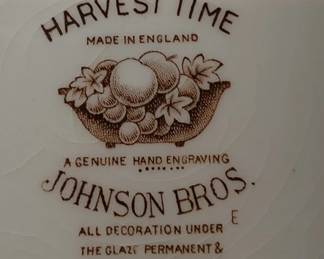 HARVEST TIME
MADE IN ENGLAND
A GENUINE HAND ENGRAVING
JOHNSON BROS.
E
ALL DECORATION UNDER
THE GLAZE PERMANENT &